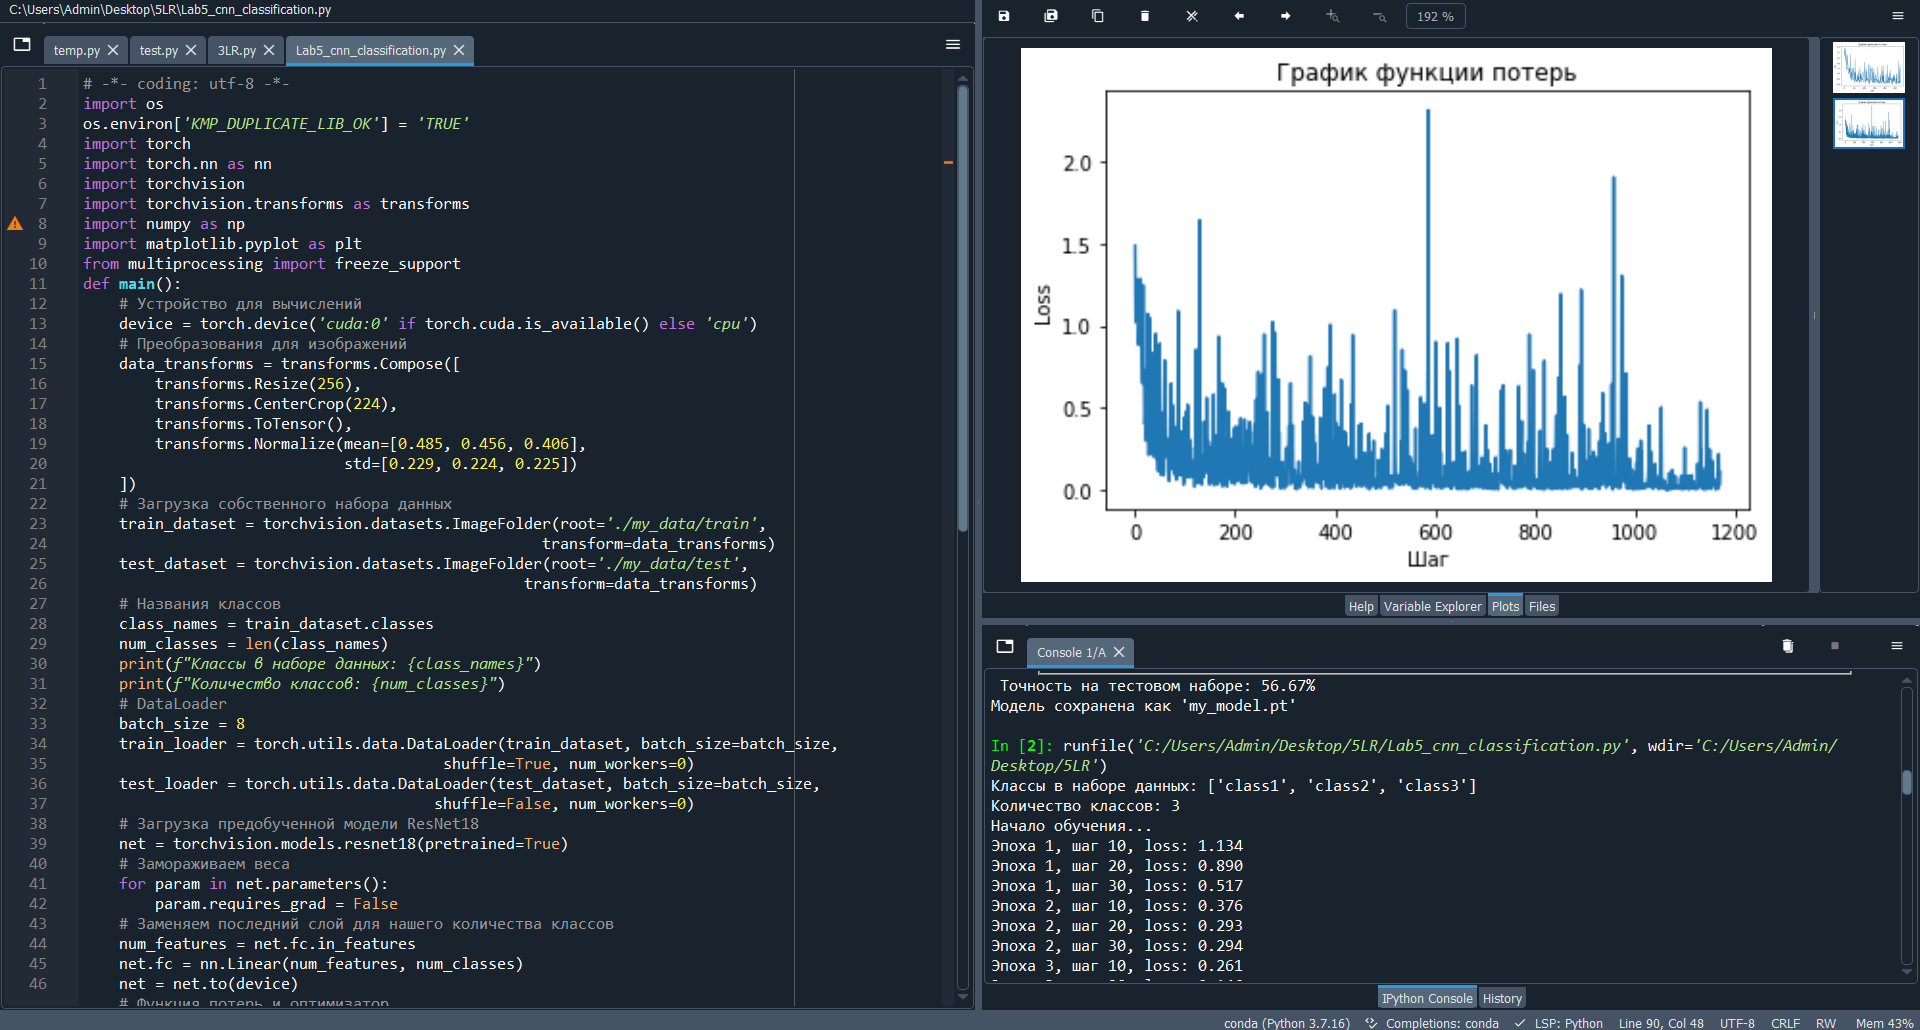 C:\Users\Admin\Desktop\5LR\Lab5_cnn_classification.py
temp.py
test.py
3LR.py
Lab5_cnn_classification.py
1 # -*- coding: utf-8 -*-
2 import os
3 os.environ['KMP_DUPLICATE_LIB_OK'] = 'TRUE'
4 import torch
5 import torch.nn as nn
6 import torchvision
7 import torchvision.transforms as transforms
8 import numpy as np
9 import matplotlib.pyplot as plt
10 from multiprocessing import freeze_support
11 def main():
12 # Устройство для вычислений
13 device = torch.device('cuda:0' if torch.cuda.is_available() else 'cpu')
14 # Преобразования для изображений
15 data_transforms = transforms.Compose([
16 transforms.Resize(256),
17 transforms.CenterCrop(224),
18 transforms.ToTensor(),
19 transforms.Normalize(mean=[0.485, 0.456, 0.406],
20 std=[0.229, 0.224, 0.225])
21 ])
22 # Загрузка собственного набора данных
23 train_dataset = torchvision.datasets.ImageFolder(root='./my_data/train',
24 transform=data_transforms)
25 test_dataset = torchvision.datasets.ImageFolder(root='./my_data/test',
26 transform=data_transforms)
27 # Названия классов
28 class_names = train_dataset.classes
29 num_classes = len(class_names)
30 print(f"Классы в наборе данных: {class_names}")
31 print(f"Количество классов: {num_classes}")
32 # DataLoader
33 batch_size = 8
34 train_loader = torch.utils.data.DataLoader(train_dataset, batch_size=batch_size,
35 shuffle=True, num_workers=0)
36 test_loader = torch.utils.data.DataLoader(test_dataset, batch_size=batch_size,
37 shuffle=False, num_workers=0)
38 # Загрузка предобученной модели ResNet18
39 net = torchvision.models.resnet18(pretrained=True)
40 # Замораживаем веса
41 for param in net.parameters():
42 param.requires_grad = False
43 # Заменяем последний слой для нашего количества классов
44 num_features = net.fc.in_features
45 net.fc = nn.Linear(num_features, num_classes)
46 net = net.to(device)
# Функция потерь и оптимизатор
192 %
График функции потерь
Loss
2.0
1.5
1.0
0.5
0.0
0 200 400 600 800 1000 1200
Шаг
Help Variable Explorer Plots Files
Console 1/A
Точность на тестовом наборе: 56.67%
Модель сохранена как 'my_model.pt'
In [2]: runfile('C:/Users/Admin/Desktop/5LR/Lab5_cnn_classification.py', wdir='C:/Users/Admin/
Desktop/5LR')
Классы в наборе данных: ['class1', 'class2', 'class3']
Количество классов: 3
Начало обучения...
Эпоха 1, шаг 10, loss: 1.134
Эпоха 1, шаг 20, loss: 0.890
Эпоха 1, шаг 30, loss: 0.517
Эпоха 2, шаг 10, loss: 0.376
Эпоха 2, шаг 20, loss: 0.293
Эпоха 2, шаг 30, loss: 0.294
Эпоха 3, шаг 10, loss: 0.261
IPython Console History
conda (Python 3.7.16) Completions: conda LSP: Python Line 90, Col 48 UTF-8 CRLF RW Mem 43%